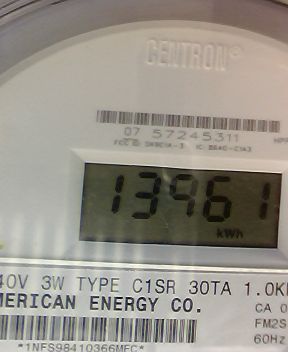 CENTRON®
07 57245311
13961
kWh
40V 3W TYPE C1SR 30TA 1.0K
MERICAN ENERGY CO.
CA 0
FM2S
60Hz
*1NFS98410366MFC*